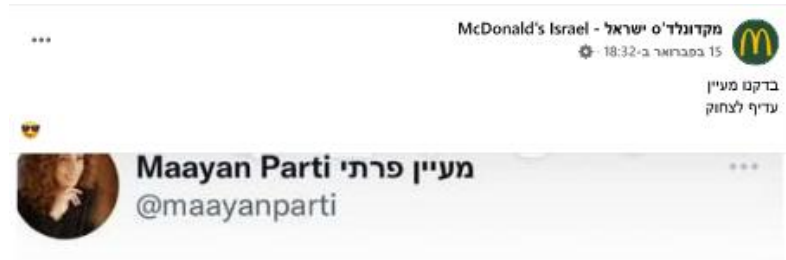 מקדונלד'ס ישראל - McDonald's Israel
15 בפברואר ב-18:32
בדקנו מעיין
עדיף לצחוק
😎
Maayan Parti מעיין פרתי
@maayanparti